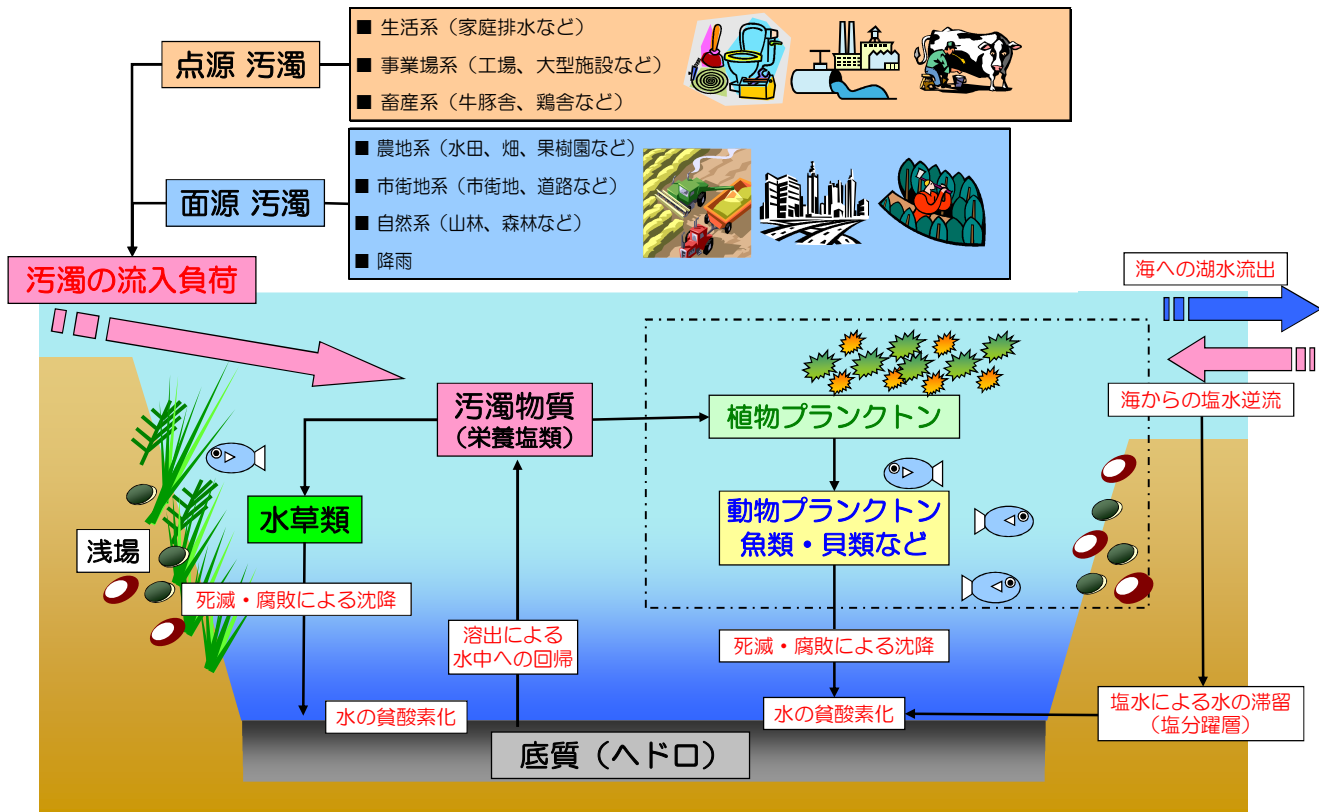 点源 汚濁
■ 生活系（家庭排水など）
■ 事業場系（工場、大型施設など）
■ 畜産系（牛豚舎、鶏舎など）
面源 汚濁
■ 農地系（水田、畑、果樹園など）
■ 市街地系（市街地、道路など）
■ 自然系（山林、森林など）
■ 降雨
汚濁の流入負荷
海への湖水流出
海からの塩水逆流
汚濁物質
（栄養塩類）
植物プランクトン
水草類
動物プランクトン
魚類・貝類など
浅場
死滅・腐敗による沈降
溶出による
水中への回帰
死滅・腐敗による沈降
水の貧酸素化
水の貧酸素化
塩水による水の滞留
（塩分躍層）
底質（ヘドロ）